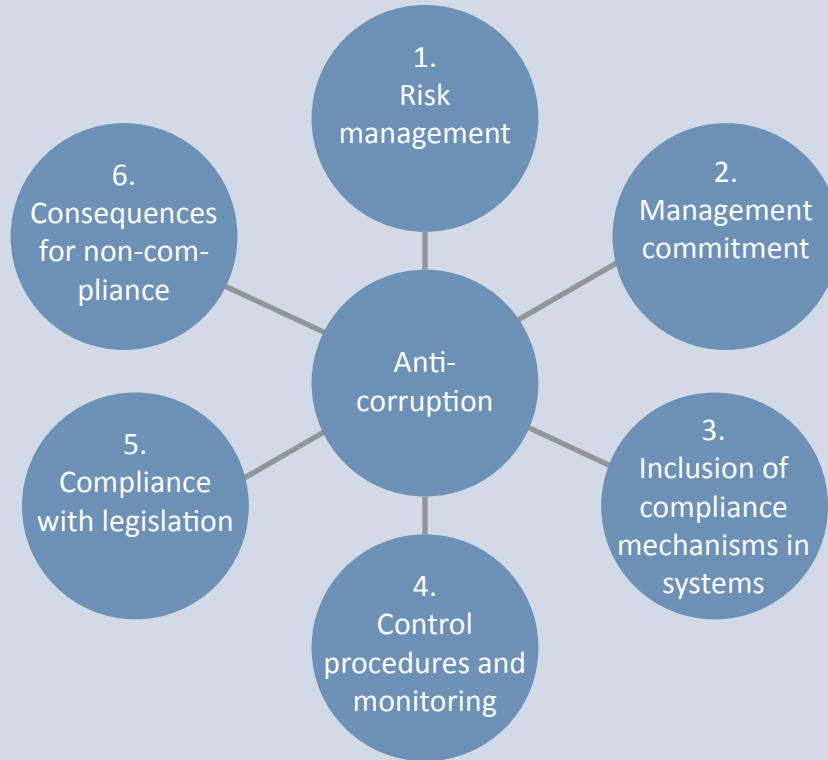 1.
Risk
management
2.
Management
commitment
3.
Inclusion of
compliance
mechanisms in
systems
4.
Control
procedures and
monitoring
5.
Compliance
with legislation
6.
Consequences
for non-com-
pliance
Anti-
corruption